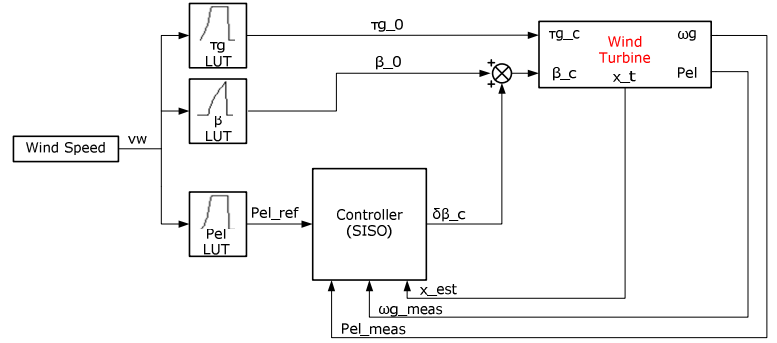 τg_0
τg
LUT
τg_c
Wind
Turbine
ωg
β_0
β_c
x_t
Pel
+
+
β
LUT
Wind Speed
vw
Pel
LUT
Pel_ref
Controller
(SISO)
δβ_c
x_est
ωg_meas
Pel_meas